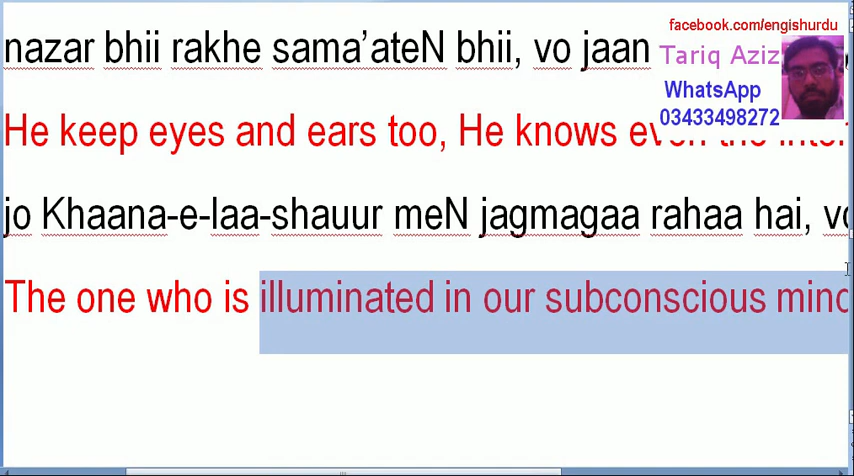 facebook.com/engishurdu
Tariq Aziz
WhatsApp
03433498272
nazar bhii rakhe sama’ateN bhii, vo jaan
He keep eyes and ears too, He knows even the
jo Khaana-e-laa-shauur meN jagmagaa rahaa hai,
The one who is illuminated in our subconscious mind